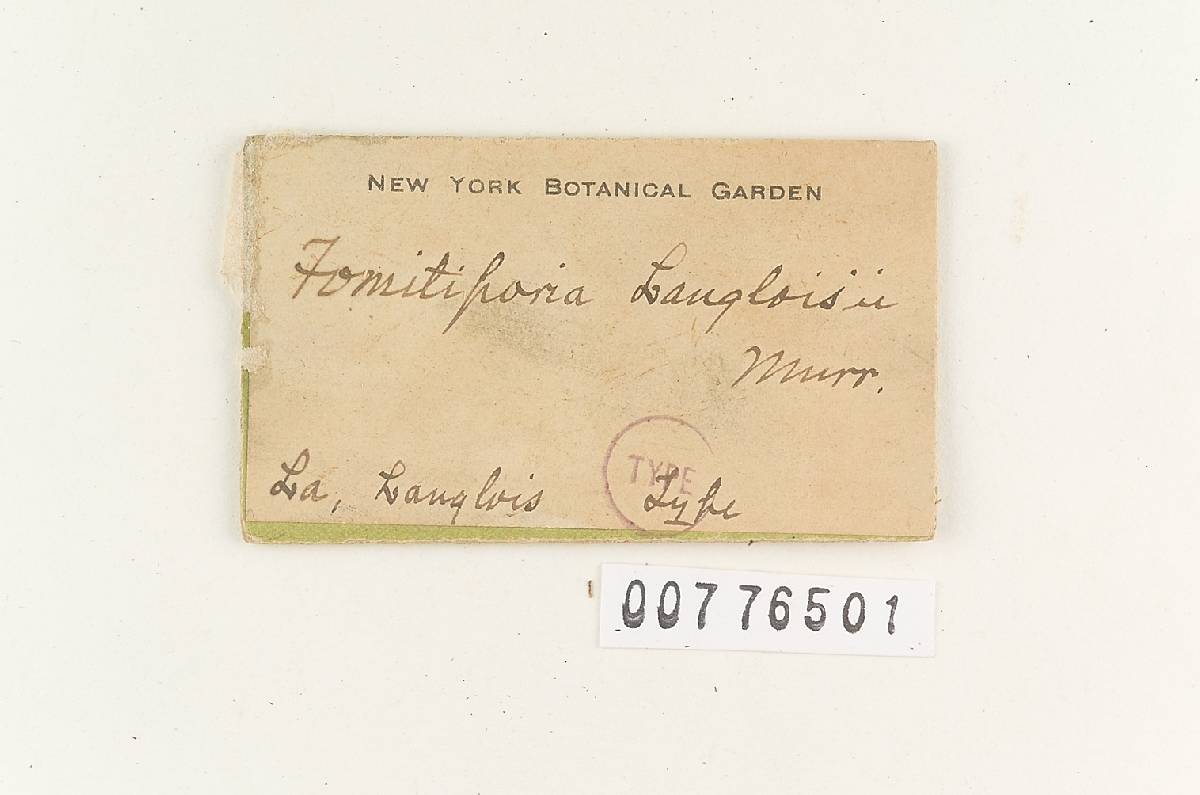 NEW YORK BOTANICAL GARDEN
Fomitiporia Langloisii
Murr.
La, Langlois Type
TYPE
00776501